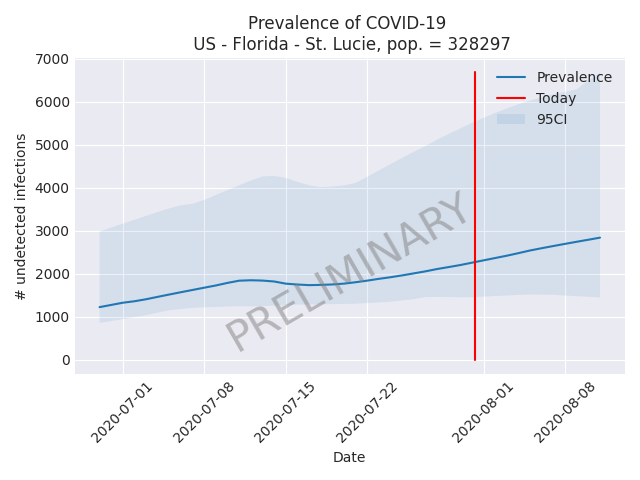 Prevalence of COVID-19
US - Florida - St. Lucie, pop. = 328297
7000
6000
5000
4000
3000
2000
1000
0
# undetected infections
Prevalence
Today
95CI
PRELIMINARY
2020-07-01
2020-07-08
2020-07-15
2020-07-22
2020-08-01
2020-08-08
Date